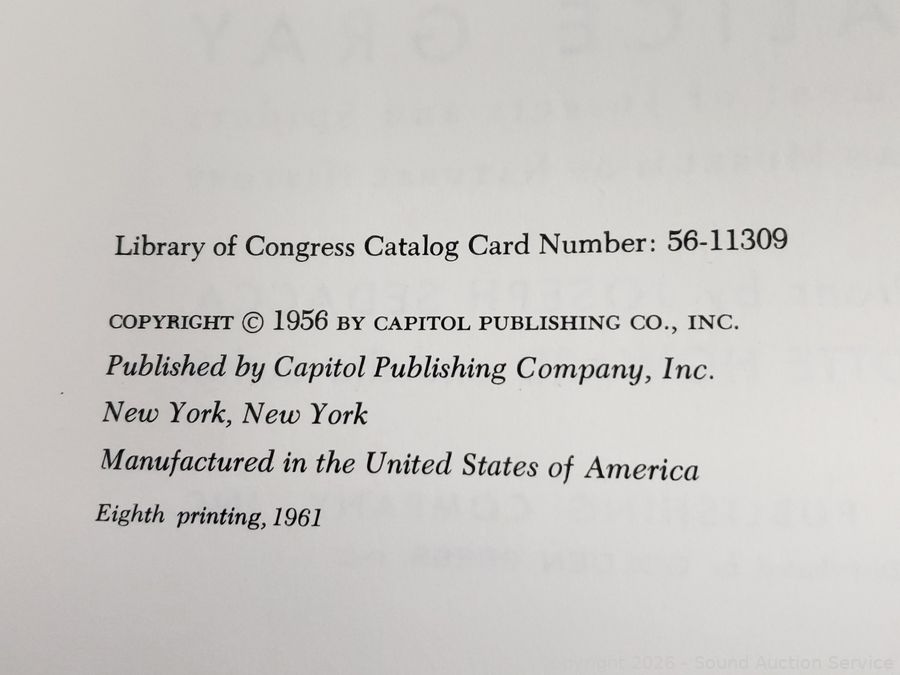 Library of Congress Catalog Card Number: 56-11309
COPYRIGHT © 1956 BY CAPITOL PUBLISHING CO., INC.
Published by Capitol Publishing Company, Inc.
New York, New York
Manufactured in the United States of America
Eighth printing, 1961
Copyright 2026 - Sound Auction Service